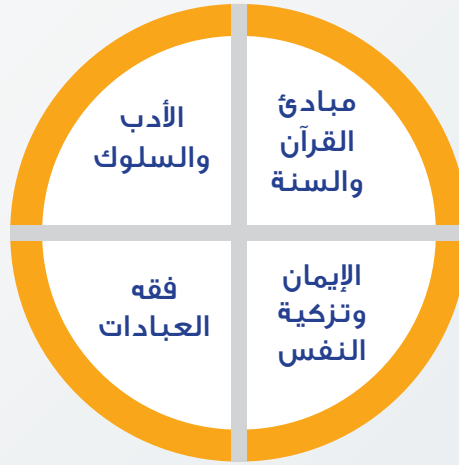 مبادئ
القرآن
والسنة
الأدب
والسلوك
الإيمان
وتزكية
النفس
فقه
العبادات